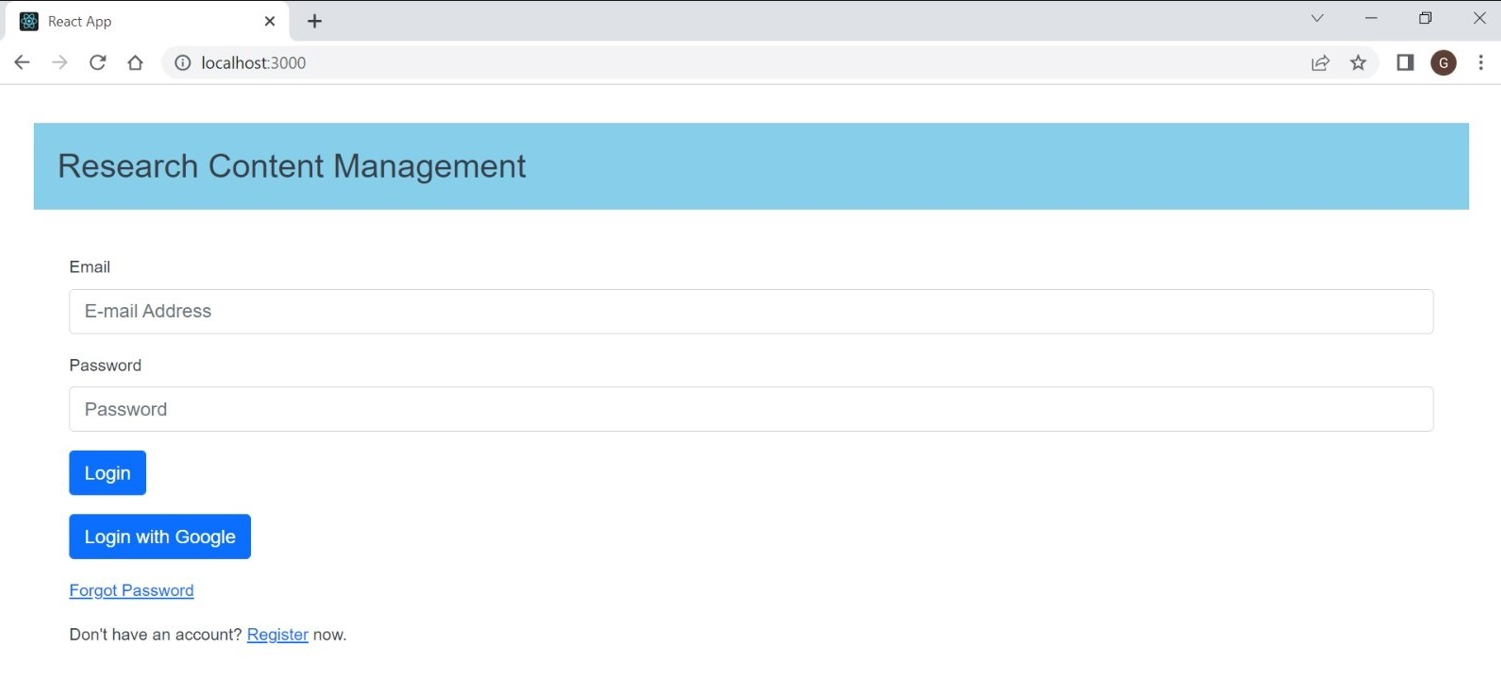 React App
localhost:3000
G
Research Content Management
Email
E-mail Address
Password
Password
Login
Login with Google
Forgot Password
Don't have an account? Register now.